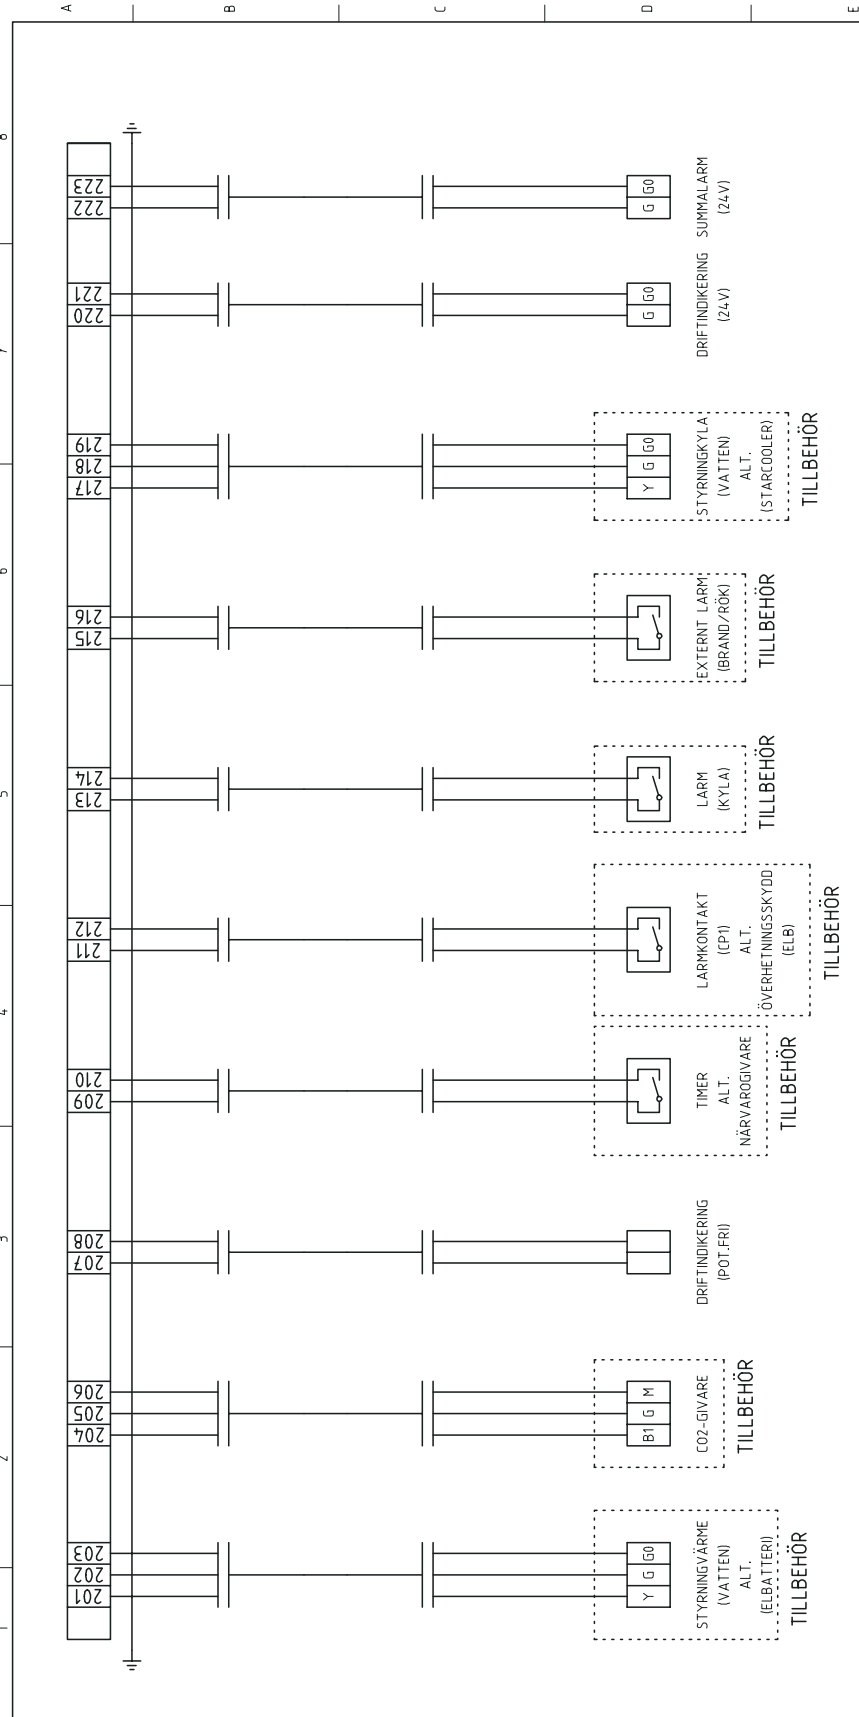 A
B
C
D
E
8
7
6
5
4
3
2
223
222
G
G0
SUMMALARM
(24V)
221
220
G
G0
DRIFTINDIKERING
(24V)
219
218
217
Y
G
G0
STYRNINGKYLA
(VATTEN)
ALT.
(STARCOOLER)
TILLBEHÖR
216
215
EXTERNT LARM
(BRAND/RÖK)
TILLBEHÖR
214
213
LARM
(KYLA)
TILLBEHÖR
212
211
LARMKONTAKT
(CP1)
ALT.
ÖVERHETNINGSSKYDD
(ELB)
TILLBEHÖR
210
209
TIMER
ALT.
NÄRVAROGIVARE
TILLBEHÖR
208
207
DRIFTINDIKERING
(POT.FRI)
206
205
204
B1
G
M
CO2-GIVARE
TILLBEHÖR
203
202
201
Y
G
G0
STYRNINGVÄRME
(VATTEN)
ALT.
(ELBATTERI)
TILLBEHÖR